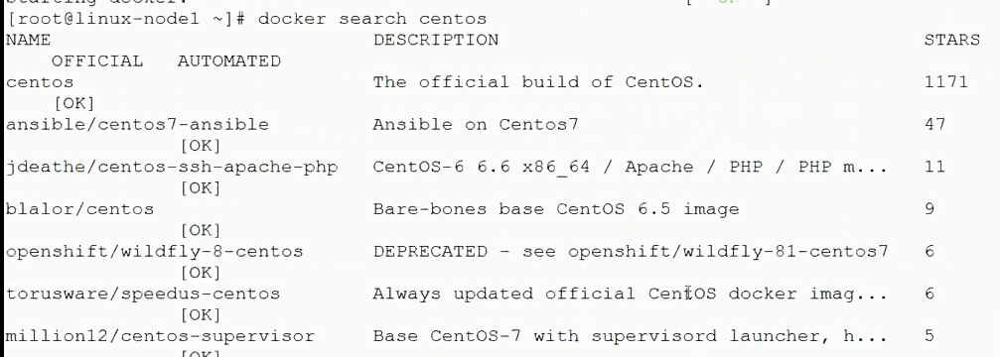 [root@linux-node1 ~]# docker search centos
NAME DESCRIPTION STARS
OFFICIAL AUTOMATED
centos The official build of CentOS. 1171
[OK]
ansible/centos7-ansible Ansible on Centos7 47
[OK]
jdeathe/centos-ssh-apache-php CentOS-6 6.6 x86_64 / Apache / PHP / PHP m... 11
[OK]
blalor/centos Bare-bones base CentOS 6.5 image 9
[OK]
openshift/wildfly-8-centos DEPRECATED - see openshift/wildfly-81-centos7 6
[OK]
torusware/speedus-centos Always updated official CentOS docker imag... 6
[OK]
million12/centos-supervisor Base CentOS-7 with supervisord launcher, h... 5
[OK]